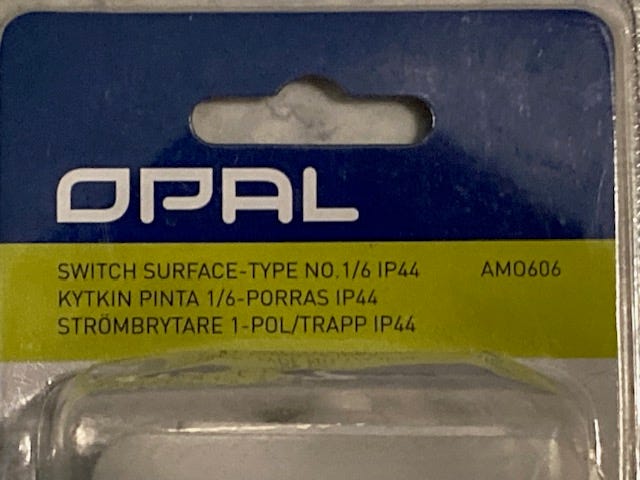 OPAL
SWITCH SURFACE-TYPE NO.1/6 IP44 AMO606
KYTKIN PINTA 1/6-PORRAS IP44
STRÖMBRYTARE 1-POL/TRAPP IP44